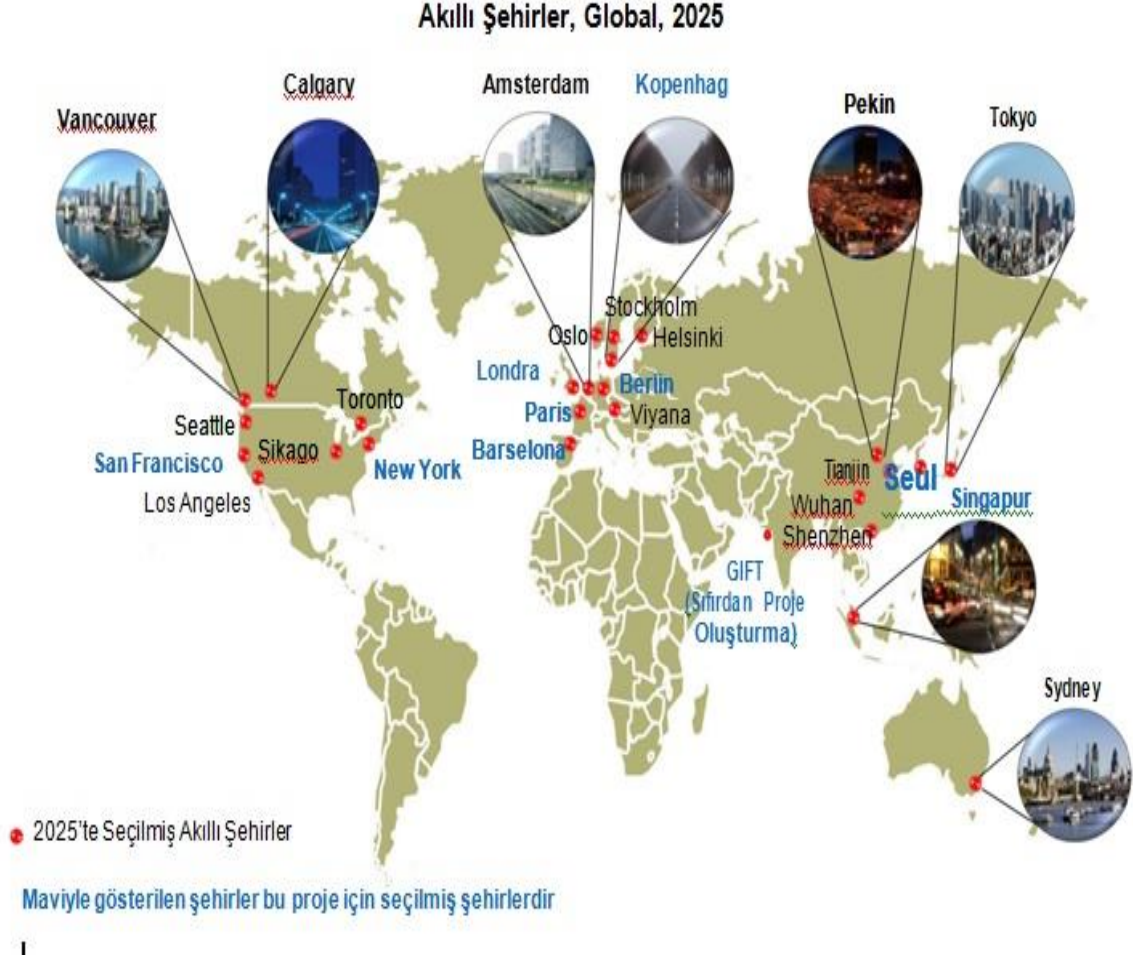 Akıllı Şehirler, Global, 2025
Vancouver
Calgary
Amsterdam
Kopenhag
Pekin
Tokyo
Stockholm
Oslo
Helsinki
Londra
Berlin
Paris
Viyana
Barselona
Toronto
Seattle
Sikago
San Francisco
New York
Los Angeles
Tianjin
Seul
Wuhan
Singapur
Shenzhen
GIFT
(Sıfırdan Proje
Oluşturma)
Sydney
2025'te Seçilmiş Akıllı Şehirler
Maviyle gösterilen şehirler bu proje için seçilmiş şehirlerdir